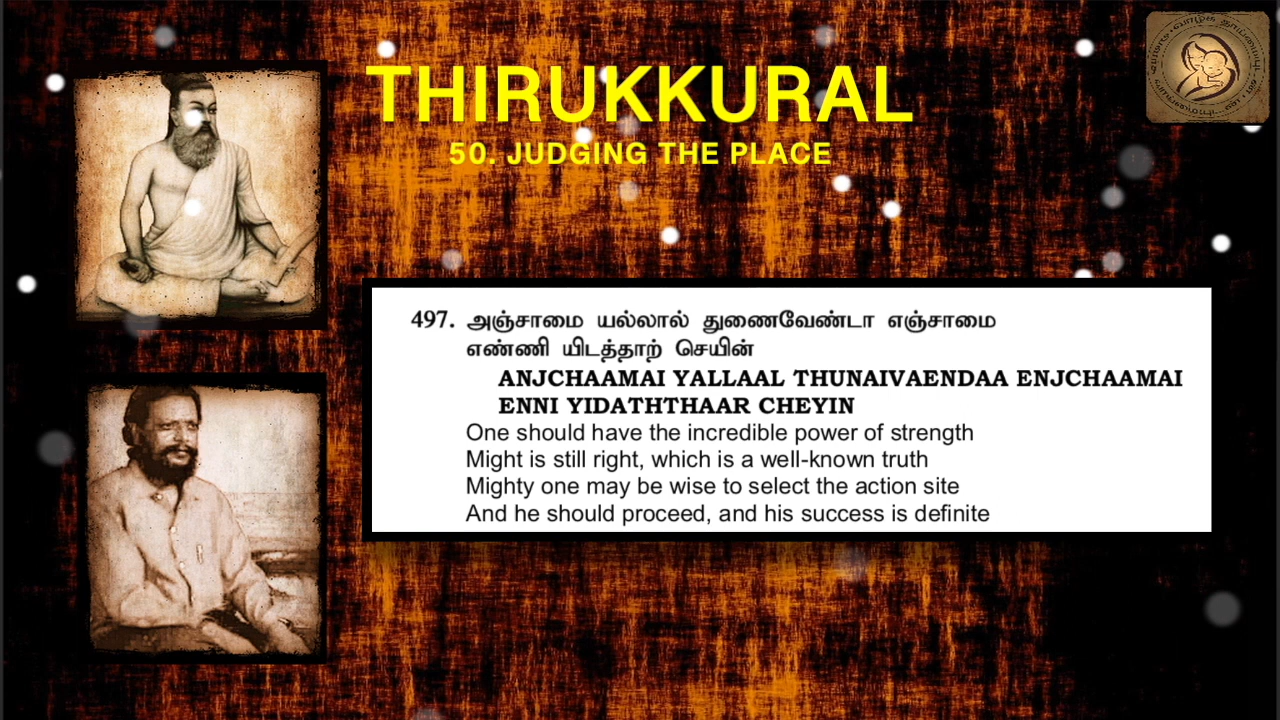 THIRUKKURAL
50. JUDGING THE PLACE
497. அஞ்சாமை யல்லால் துணைவேண்டா எஞ்சாமை
எண்ணி யிடத்தாற் செயின்
ANJCHAAMAI YALLAAL THUNAIVAENDAA ENJCHAAMAI
ENNI YIDATHTHAAR CHEYIN
One should have the incredible power of strength
Might is still right, which is a well-known truth
Mighty one may be wise to select the action site
And he should proceed, and his success is definite